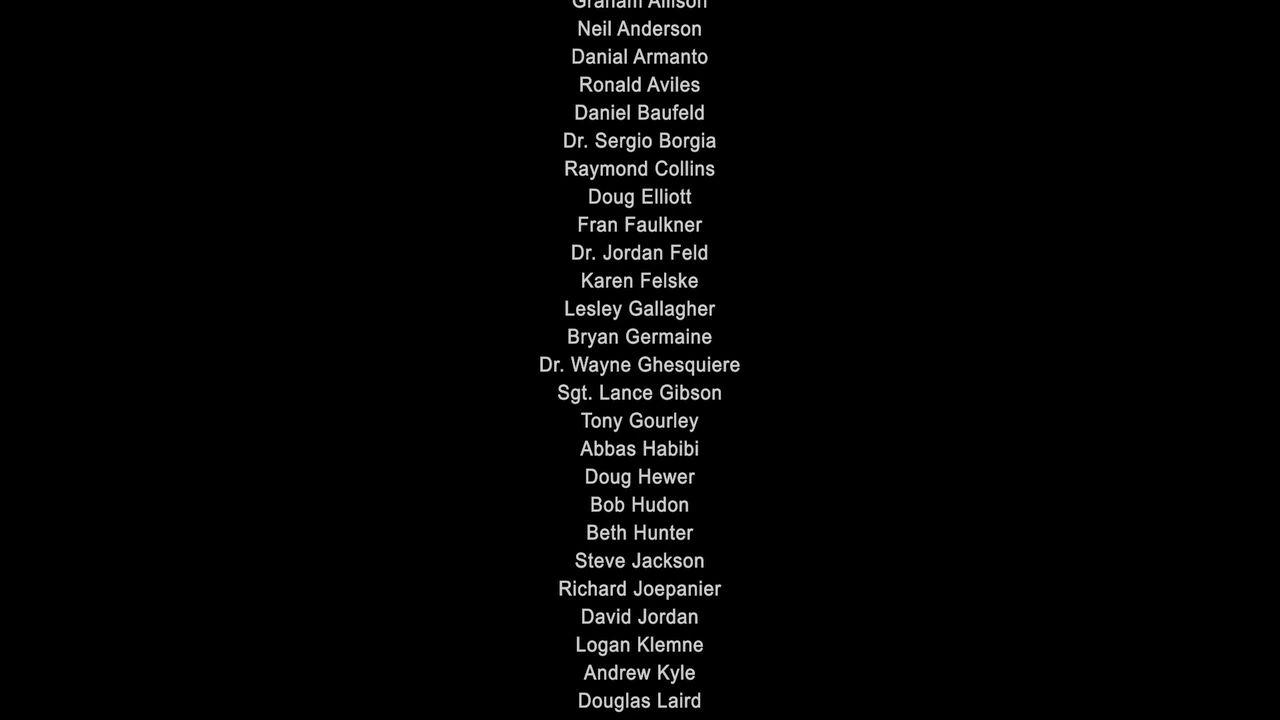 Graham Allison
Neil Anderson
Danial Armanto
Ronald Aviles
Daniel Baufeld
Dr. Sergio Borgia
Raymond Collins
Doug Elliott
Fran Faulkner
Dr. Jordan Feld
Karen Felske
Lesley Gallagher
Bryan Germaine
Dr. Wayne Ghesquiere
Sgt. Lance Gibson
Tony Gourley
Abbas Habibi
Doug Hewer
Bob Hudon
Beth Hunter
Steve Jackson
Richard Joepanier
David Jordan
Logan Klemne
Andrew Kyle
Douglas Laird